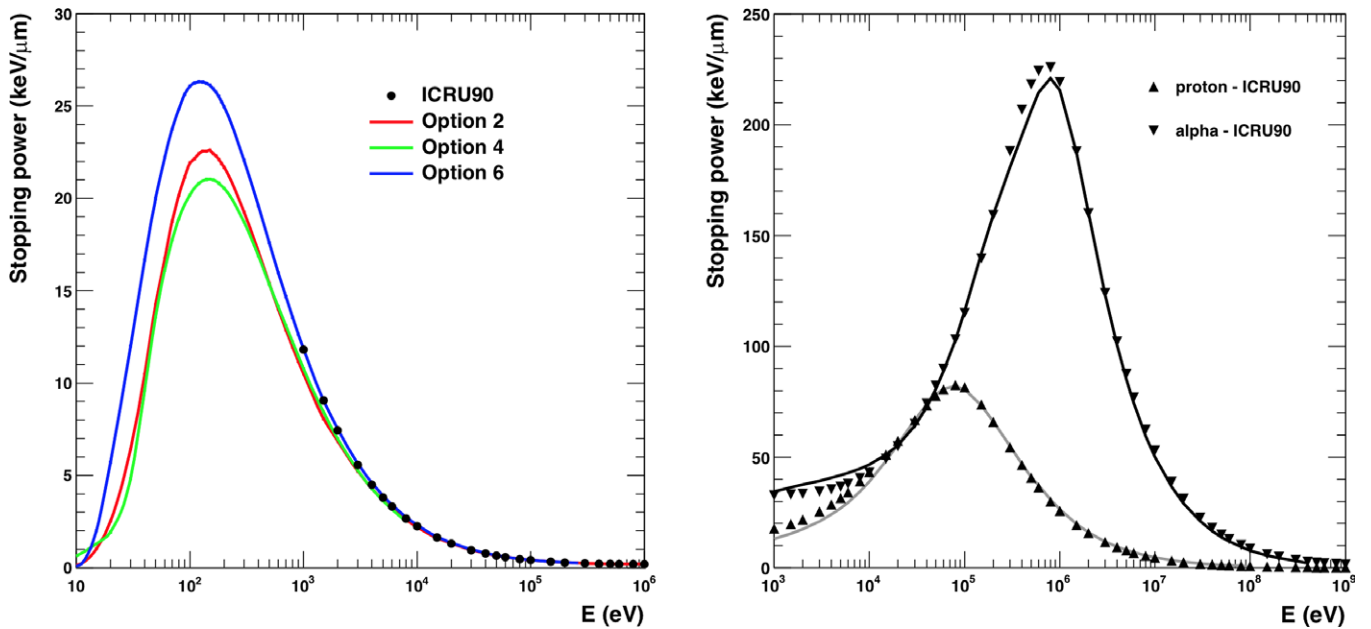 Stopping power (keV/μm)
30
25
20
15
10
5
0
ICRU90
Option 2
Option 4
Option 6
10 10² 10³ 10⁴ 10⁵ 10⁶
E (eV)
Stopping power (keV/μm)
250
200
150
100
50
0
proton - ICRU90
alpha - ICRU90
10³ 10⁴ 10⁵ 10⁶ 10⁷ 10⁸ 10⁹
E (eV)